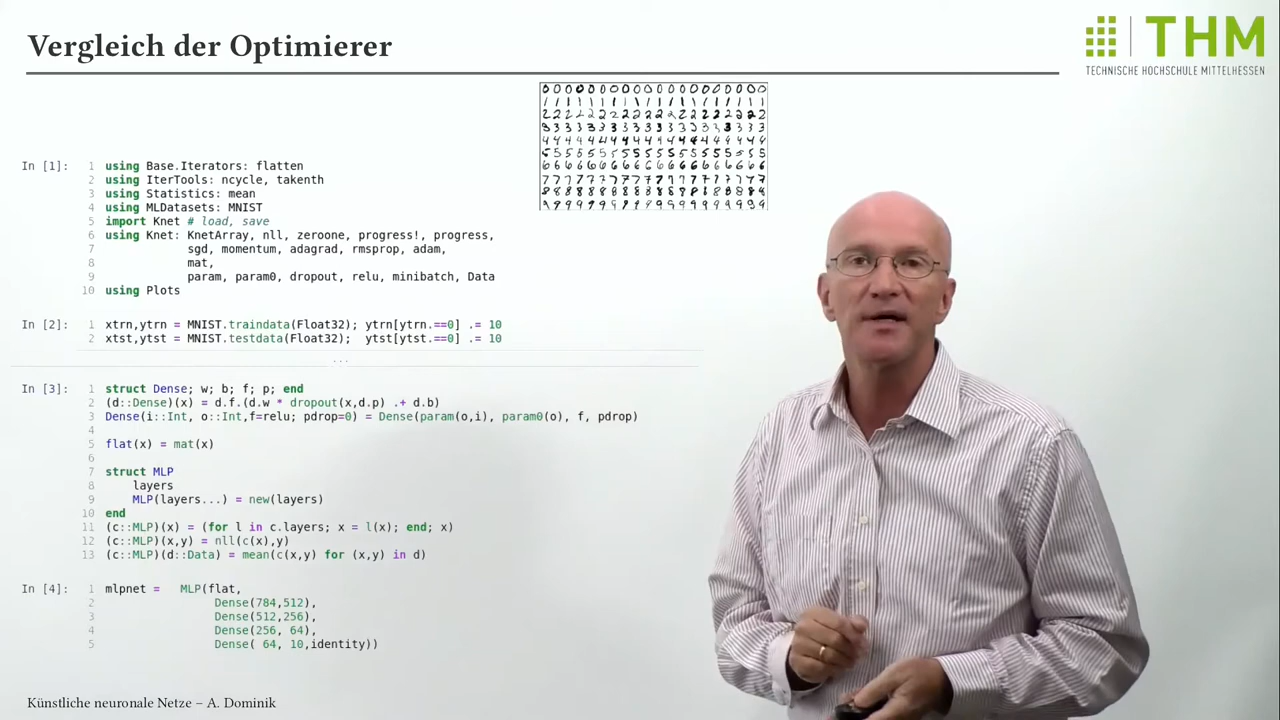 Vergleich der Optimierer
THM
TECHNISCHE HOCHSCHULE MITTELHESSEN
In [1]:
1 using Base.Iterators: flatten
2 using IterTools: ncycle, takenth
3 using Statistics: mean
4 using MLDatasets: MNIST
5 import Knet # load, save
6 using Knet: KnetArray, nll, zeroone, progress!, progress,
7 sgd, momentum, adagrad, rmsprop, adam,
8 mat,
9 param, param0, dropout, relu, minibatch, Data
10 using Plots
In [2]:
1 xtrn,ytrn = MNIST.traindata(Float32); ytrn[ytrn.==0] .= 10
2 xtst,ytst = MNIST.testdata(Float32); ytst[ytst.==0] .= 10
...
In [3]:
1 struct Dense; w; b; f; p; end
2 (d::Dense)(x) = d.f.(d.w * dropout(x,d.p) .+ d.b)
3 Dense(i::Int, o::Int,f=relu; pdrop=0) = Dense(param(o,i), param0(o), f, pdrop)
4
5 flat(x) = mat(x)
6
7 struct MLP
8 layers
9 MLP(layers...) = new(layers)
10 end
11 (c::MLP)(x) = (for l in c.layers; x = l(x); end; x)
12 (c::MLP)(x,y) = nll(c(x),y)
13 (c::MLP)(d::Data) = mean(c(x,y) for (x,y) in d)
In [4]:
1 mlpnet = MLP(flat,
2 Dense(784,512),
3 Dense(512,256),
4 Dense(256, 64),
5 Dense( 64, 10,identity))
Künstliche neuronale Netze – A. Dominik